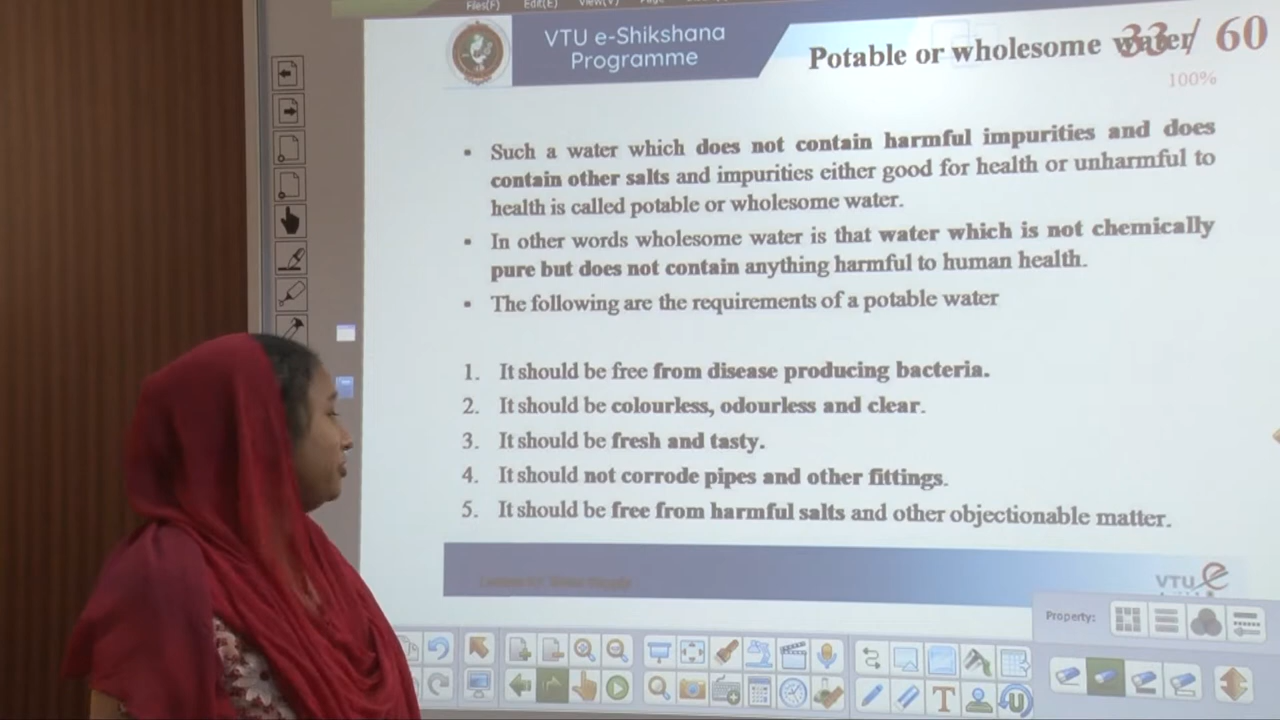 Files(F) Edit(E) View(V) Page
VTU e-Shikshana
Programme
Potable or wholesome water
33 / 60
100%
▪ Such a water which does not contain harmful impurities and does
contain other salts and impurities either good for health or unharmful to
health is called potable or wholesome water.
▪ In other words wholesome water is that water which is not chemically
pure but does not contain anything harmful to human health.
▪ The following are the requirements of a potable water
1. It should be free from disease producing bacteria.
2. It should be colourless, odourless and clear.
3. It should be fresh and tasty.
4. It should not corrode pipes and other fittings.
5. It should be free from harmful salts and other objectionable matter.
VTU e
Property: